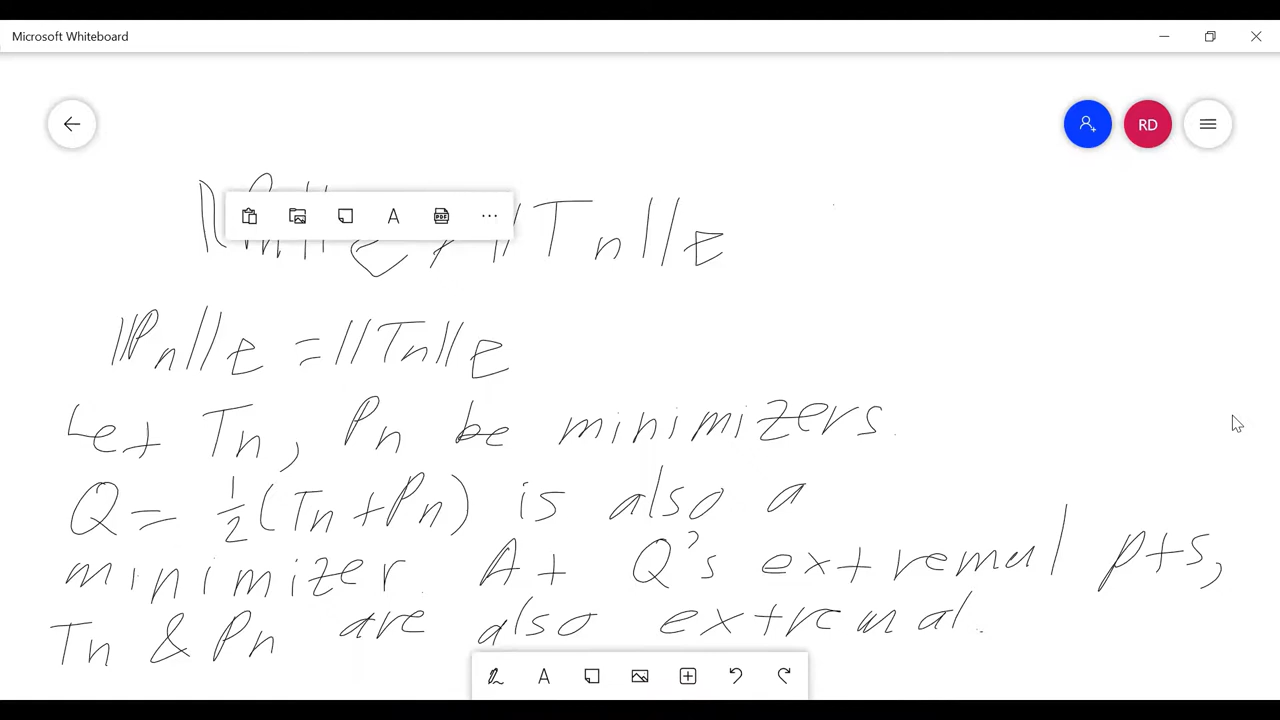 Microsoft Whiteboard
RD
A
PDF
||Tn||E
||Pn||E = ||Tn||E
Let Tn, Pn be minimizers.
Q = 1/2 (Tn + Pn) is also a
minimizer. At Q's extremal pts,
Tn & Pn are also extremal.
A